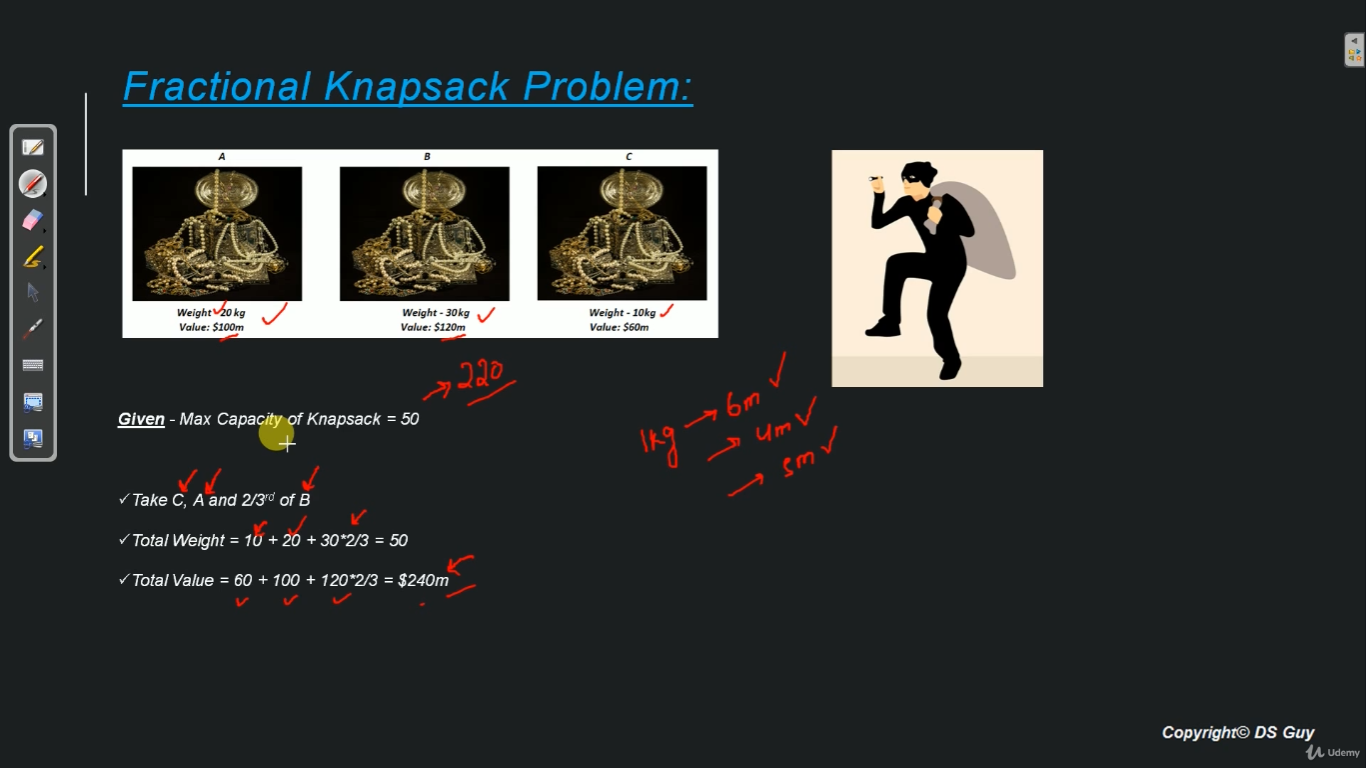 Fractional Knapsack Problem:
A B C
Weight - 20 kg Weight - 30kg Weight - 10kg
Value: $100m Value: $120m Value: $60m
→ 220
Given - Max Capacity of Knapsack = 50
1kg → 6m ✓
→ 4m ✓
→ 5m ✓
✓Take C, A and 2/3rd of B
✓Total Weight = 10 + 20 + 30*2/3 = 50
✓Total Value = 60 + 100 + 120*2/3 = $240m
Copyright© DS Guy
Udemy